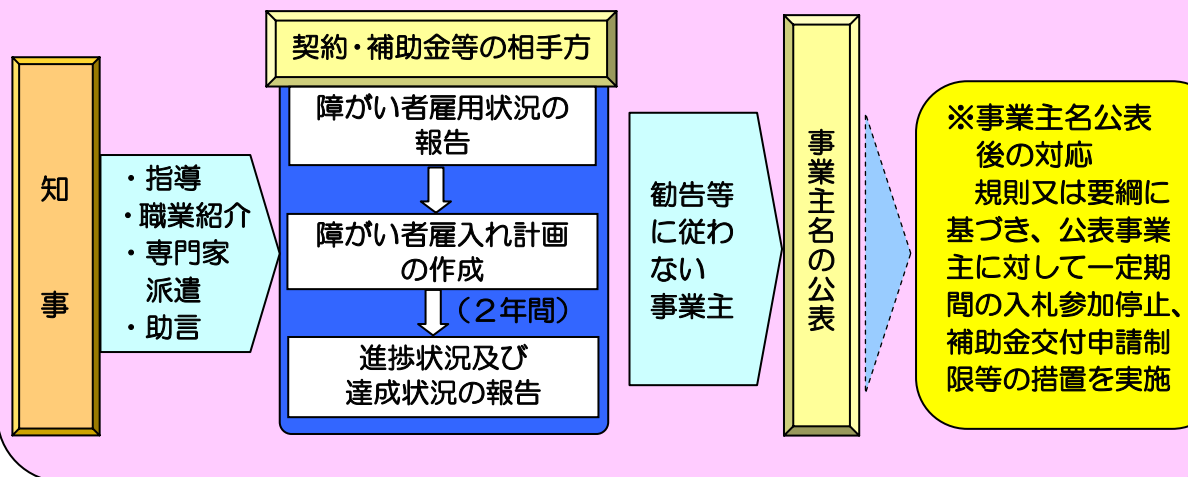 知
事
・指導
・職業紹介
・専門家
派遣
・助言
契約・補助金等の相手方
障がい者雇用状況の
報告
障がい者雇入れ計画
の作成
（２年間）
進捗状況及び
達成状況の報告
勧告等
に従わ
ない
事業主
事業主名の公表
※事業主名公表
後の対応
規則又は要綱に
基づき、公表事業
主に対して一定期
間の入札参加停止、
補助金交付申請制
限等の措置を実施